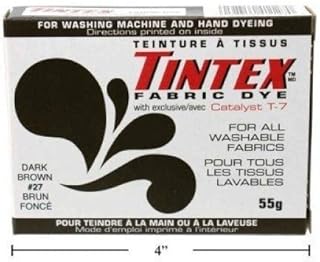 FOR WASHING MACHINE AND HAND DYEING
Directions printed on inside
TEINTURE À TISSUS
TINTEX TM MD
FABRIC DYE
with exclusive/avec Catalyst T-7
FOR ALL
WASHABLE
FABRICS
POUR TOUS
LES TISSUS
LAVABLES
DARK
BROWN
#27
BRUN
FONCÉ
55g
POUR TEINDRE À LA MAIN OU À LA LAVEUSE
Mode d'emploi imprimé à l'intérieur
4"